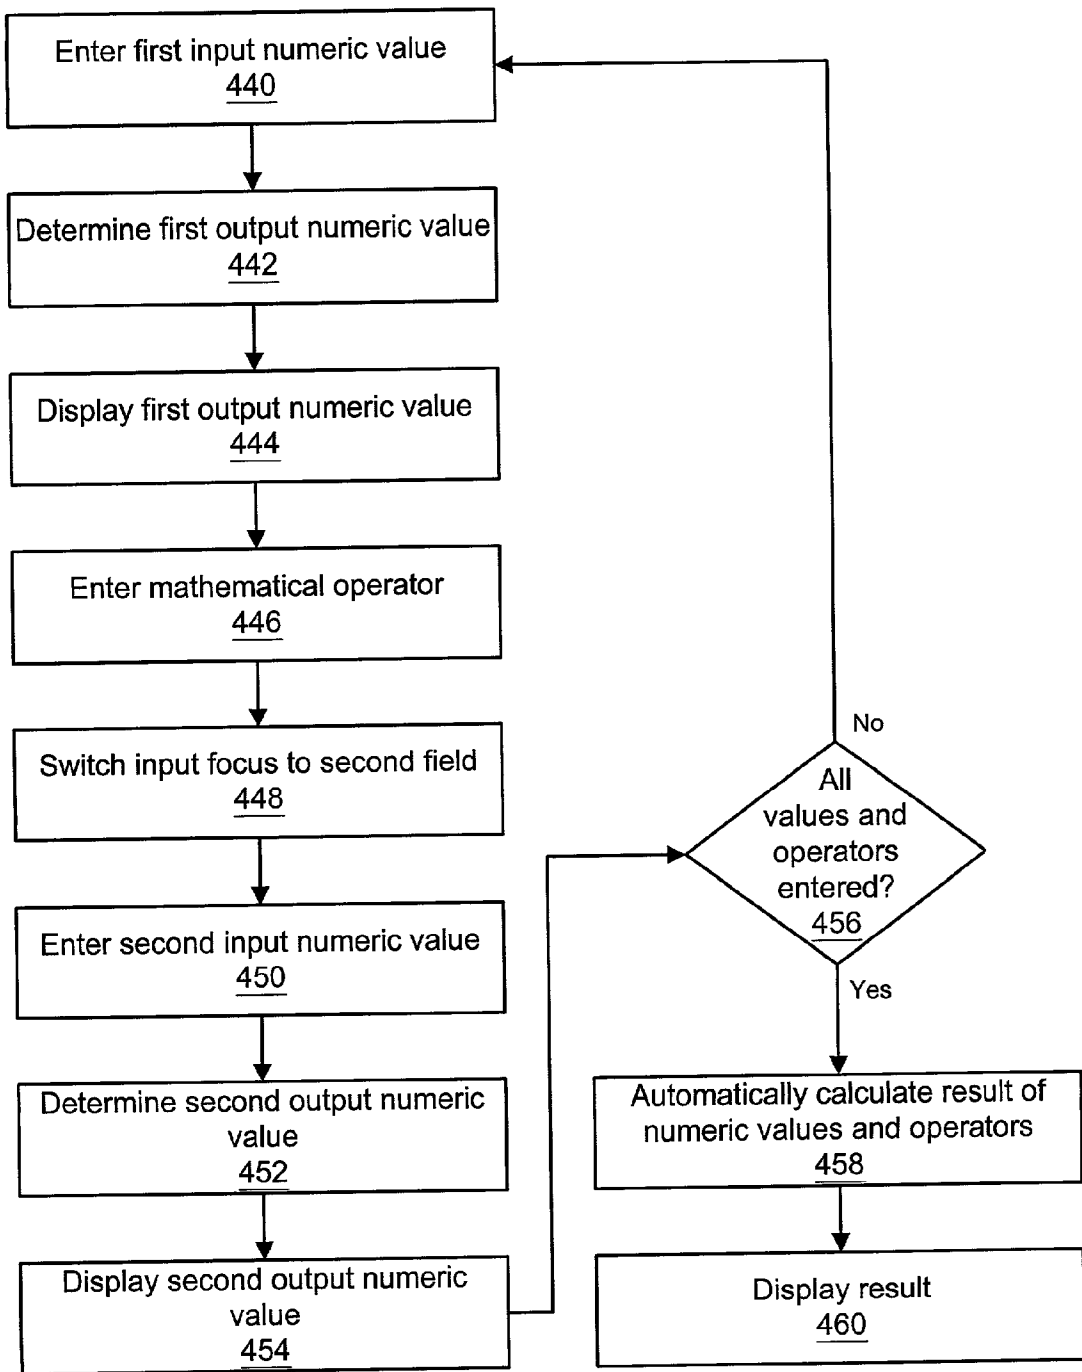 Enter first input numeric value
440
Determine first output numeric value
442
Display first output numeric value
444
Enter mathematical operator
446
Switch input focus to second field
448
Enter second input numeric value
450
Determine second output numeric
value
452
Display second output numeric
value
454
No
All
values and
operators
entered?
456
Yes
Automatically calculate result of
numeric values and operators
458
Display result
460